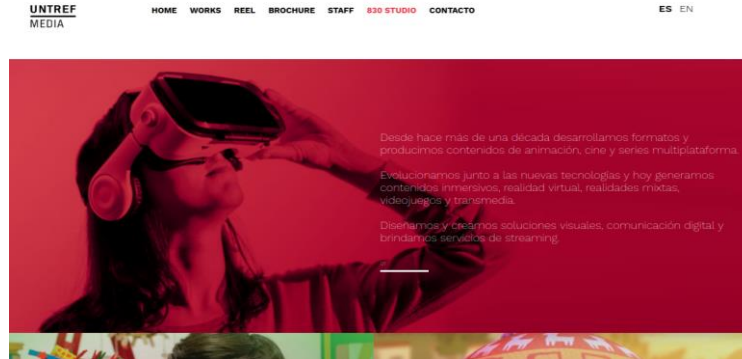 UNTREF
MEDIA
HOME WORKS REEL BROCHURE STAFF 830 STUDIO CONTACTO
ES EN
Desde hace más de una década desarrollamos formatos y
producimos contenidos de animación, cine y series multiplataforma.
Evolucionamos junto a las nuevas tecnologías y hoy generamos
contenidos inmersivos, realidad virtual, realidades mixtas,
videojuegos y transmedia.
Diseñamos y creamos soluciones visuales, comunicación digital y
brindamos servicios de streaming.